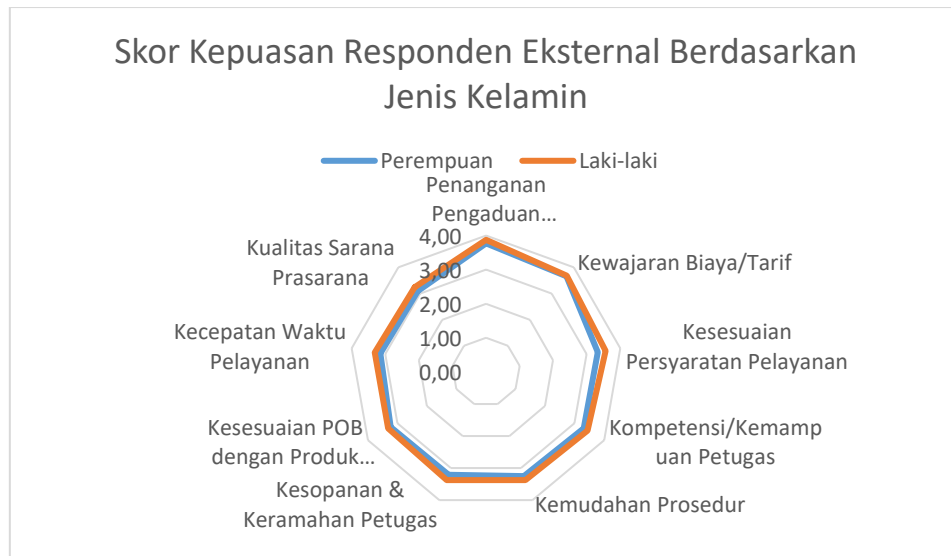 Skor Kepuasan Responden Eksternal Berdasarkan
Jenis Kelamin
Perempuan
Laki-laki
Penanganan
Pengaduan...
Kewajaran Biaya/Tarif
Kesesuaian
Persyaratan Pelayanan
Kompetensi/Kemamp
uan Petugas
Kemudahan Prosedur
Kesopanan &
Keramahan Petugas
Kesesuaian POB
dengan Produk...
Kecepatan Waktu
Pelayanan
Kualitas Sarana
Prasarana
4,00
3,00
2,00
1,00
0,00